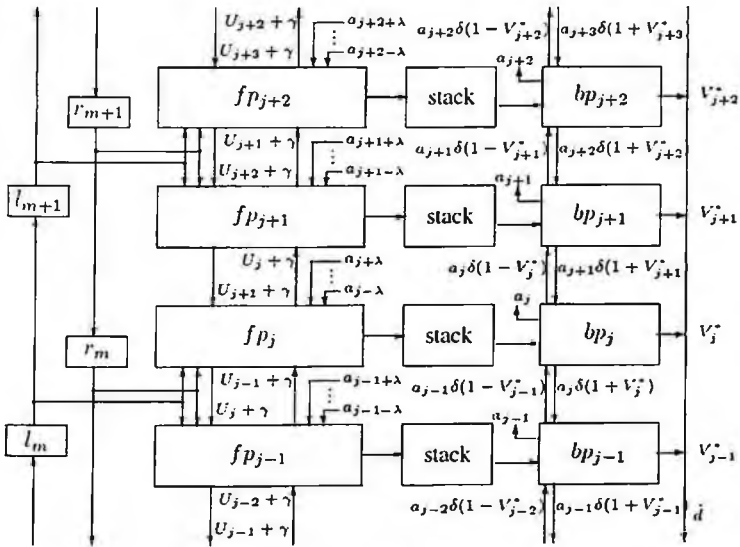 U_{j+2} + γ a_{j+2+λ} a_{j+2}δ(1 − V*_{j+2}) a_{j+3}δ(1 + V*_{j+3})
U_{j+3} + γ ⋮ a_{j+2−λ} a_{j+2}
r_{m+1} fp_{j+2} stack bp_{j+2} V*_{j+2}
U_{j+1} + γ a_{j+1+λ} a_{j+1}δ(1 − V*_{j+1}) a_{j+2}δ(1 + V*_{j+2})
U_{j+2} + γ ⋮ a_{j+1−λ} a_{j+1}
l_{m+1} fp_{j+1} stack bp_{j+1} V*_{j+1}
U_j + γ a_{j+λ} a_jδ(1 − V*_j) a_{j+1}δ(1 + V*_{j+1})
U_{j+1} + γ ⋮ a_{j−λ} a_j
r_m fp_j stack bp_j V*_j
U_{j−1} + γ a_{j−1+λ} a_{j−1}δ(1 − V*_{j−1}) a_jδ(1 + V*_j)
U_j + γ ⋮ a_{j−1−λ} a_{j−1}
l_m fp_{j−1} stack bp_{j−1} V*_{j−1}
U_{j−2} + γ a_{j−2}δ(1 − V*_{j−2}) a_{j−1}δ(1 + V*_{j−1})
U_{j−1} + γ